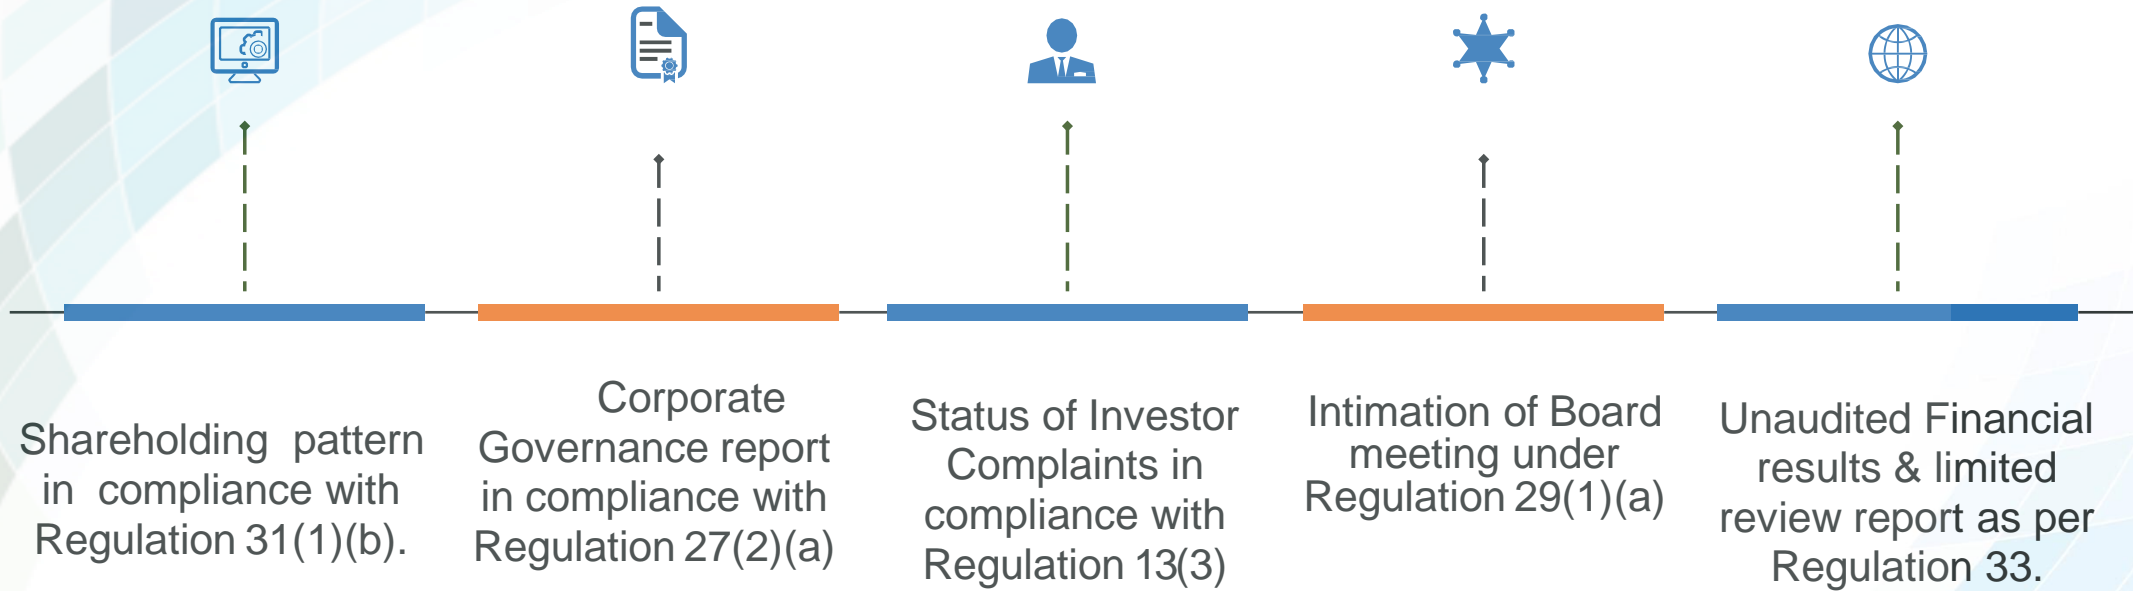 Shareholding pattern
in compliance with
Regulation 31(1)(b).
Corporate
Governance report
in compliance with
Regulation 27(2)(a)
Status of Investor
Complaints in
compliance with
Regulation 13(3)
Intimation of Board
meeting under
Regulation 29(1)(a)
Unaudited Financial
results & limited
review report as per
Regulation 33.